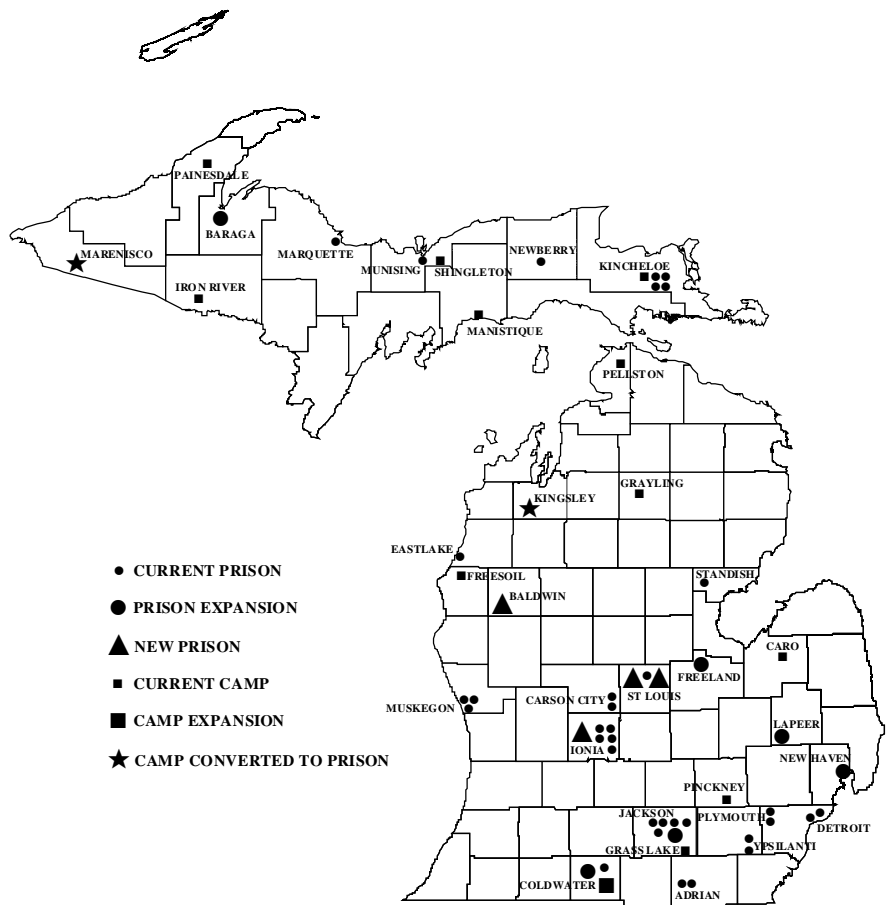 PAINESDALE
BARAGA
MARENISCO
MARQUETTE
MUNISING
SHINGLETON
NEWBERRY
KINCHELOE
IRON RIVER
MANISTIQUE
PELLSTON
KINGSLEY
GRAYLING
EASTLAKE
FREESOIL
STANDISH
BALDWIN
CARO
FREELAND
ST LOUIS
CARSON CITY
MUSKEGON
IONIA
LAPEER
NEW HAVEN
PINCKNEY
JACKSON
PLYMOUTH
DETROIT
GRASS LAKE
YPSILANTI
COLDWATER
ADRIAN
CURRENT PRISON
PRISON EXPANSION
NEW PRISON
CURRENT CAMP
CAMP EXPANSION
CAMP CONVERTED TO PRISON